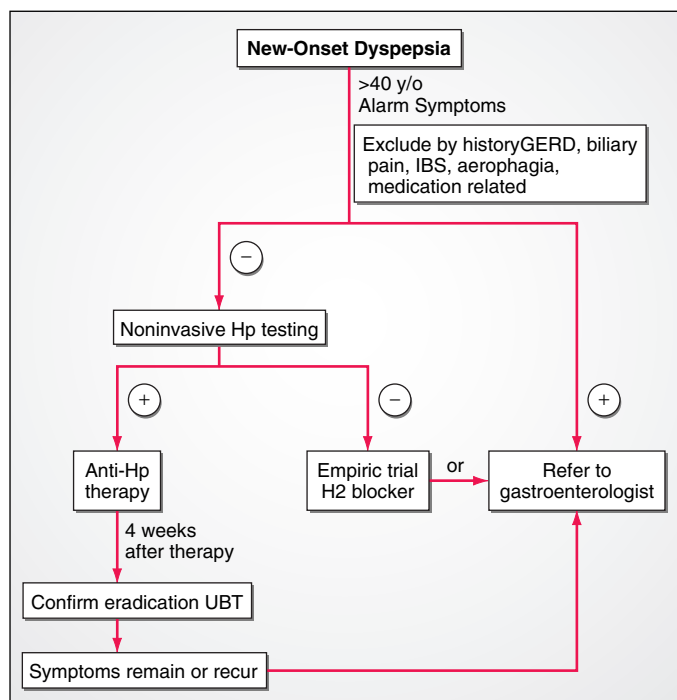 New-Onset Dyspepsia
>40 y/o
Alarm Symptoms
Exclude by historyGERD, biliary
pain, IBS, aerophagia,
medication related
−
Noninvasive Hp testing
+
−
+
Anti-Hp
therapy
Empiric trial
H2 blocker
or
Refer to
gastroenterologist
4 weeks
after therapy
Confirm eradication UBT
Symptoms remain or recur